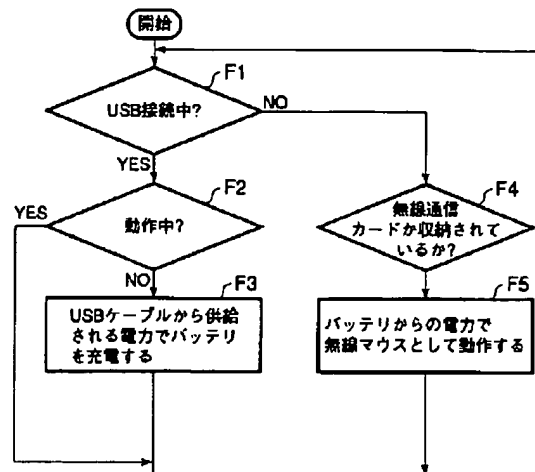 開始
F1
USB接続中?
NO
YES
F2
F4
YES
動作中?
無線通信
カードか収納されて
いるか?
NO
F3
F5
USBケーブルから供給
される電力でバッテリ
を充電する
バッテリからの電力で
無線マウスとして動作する